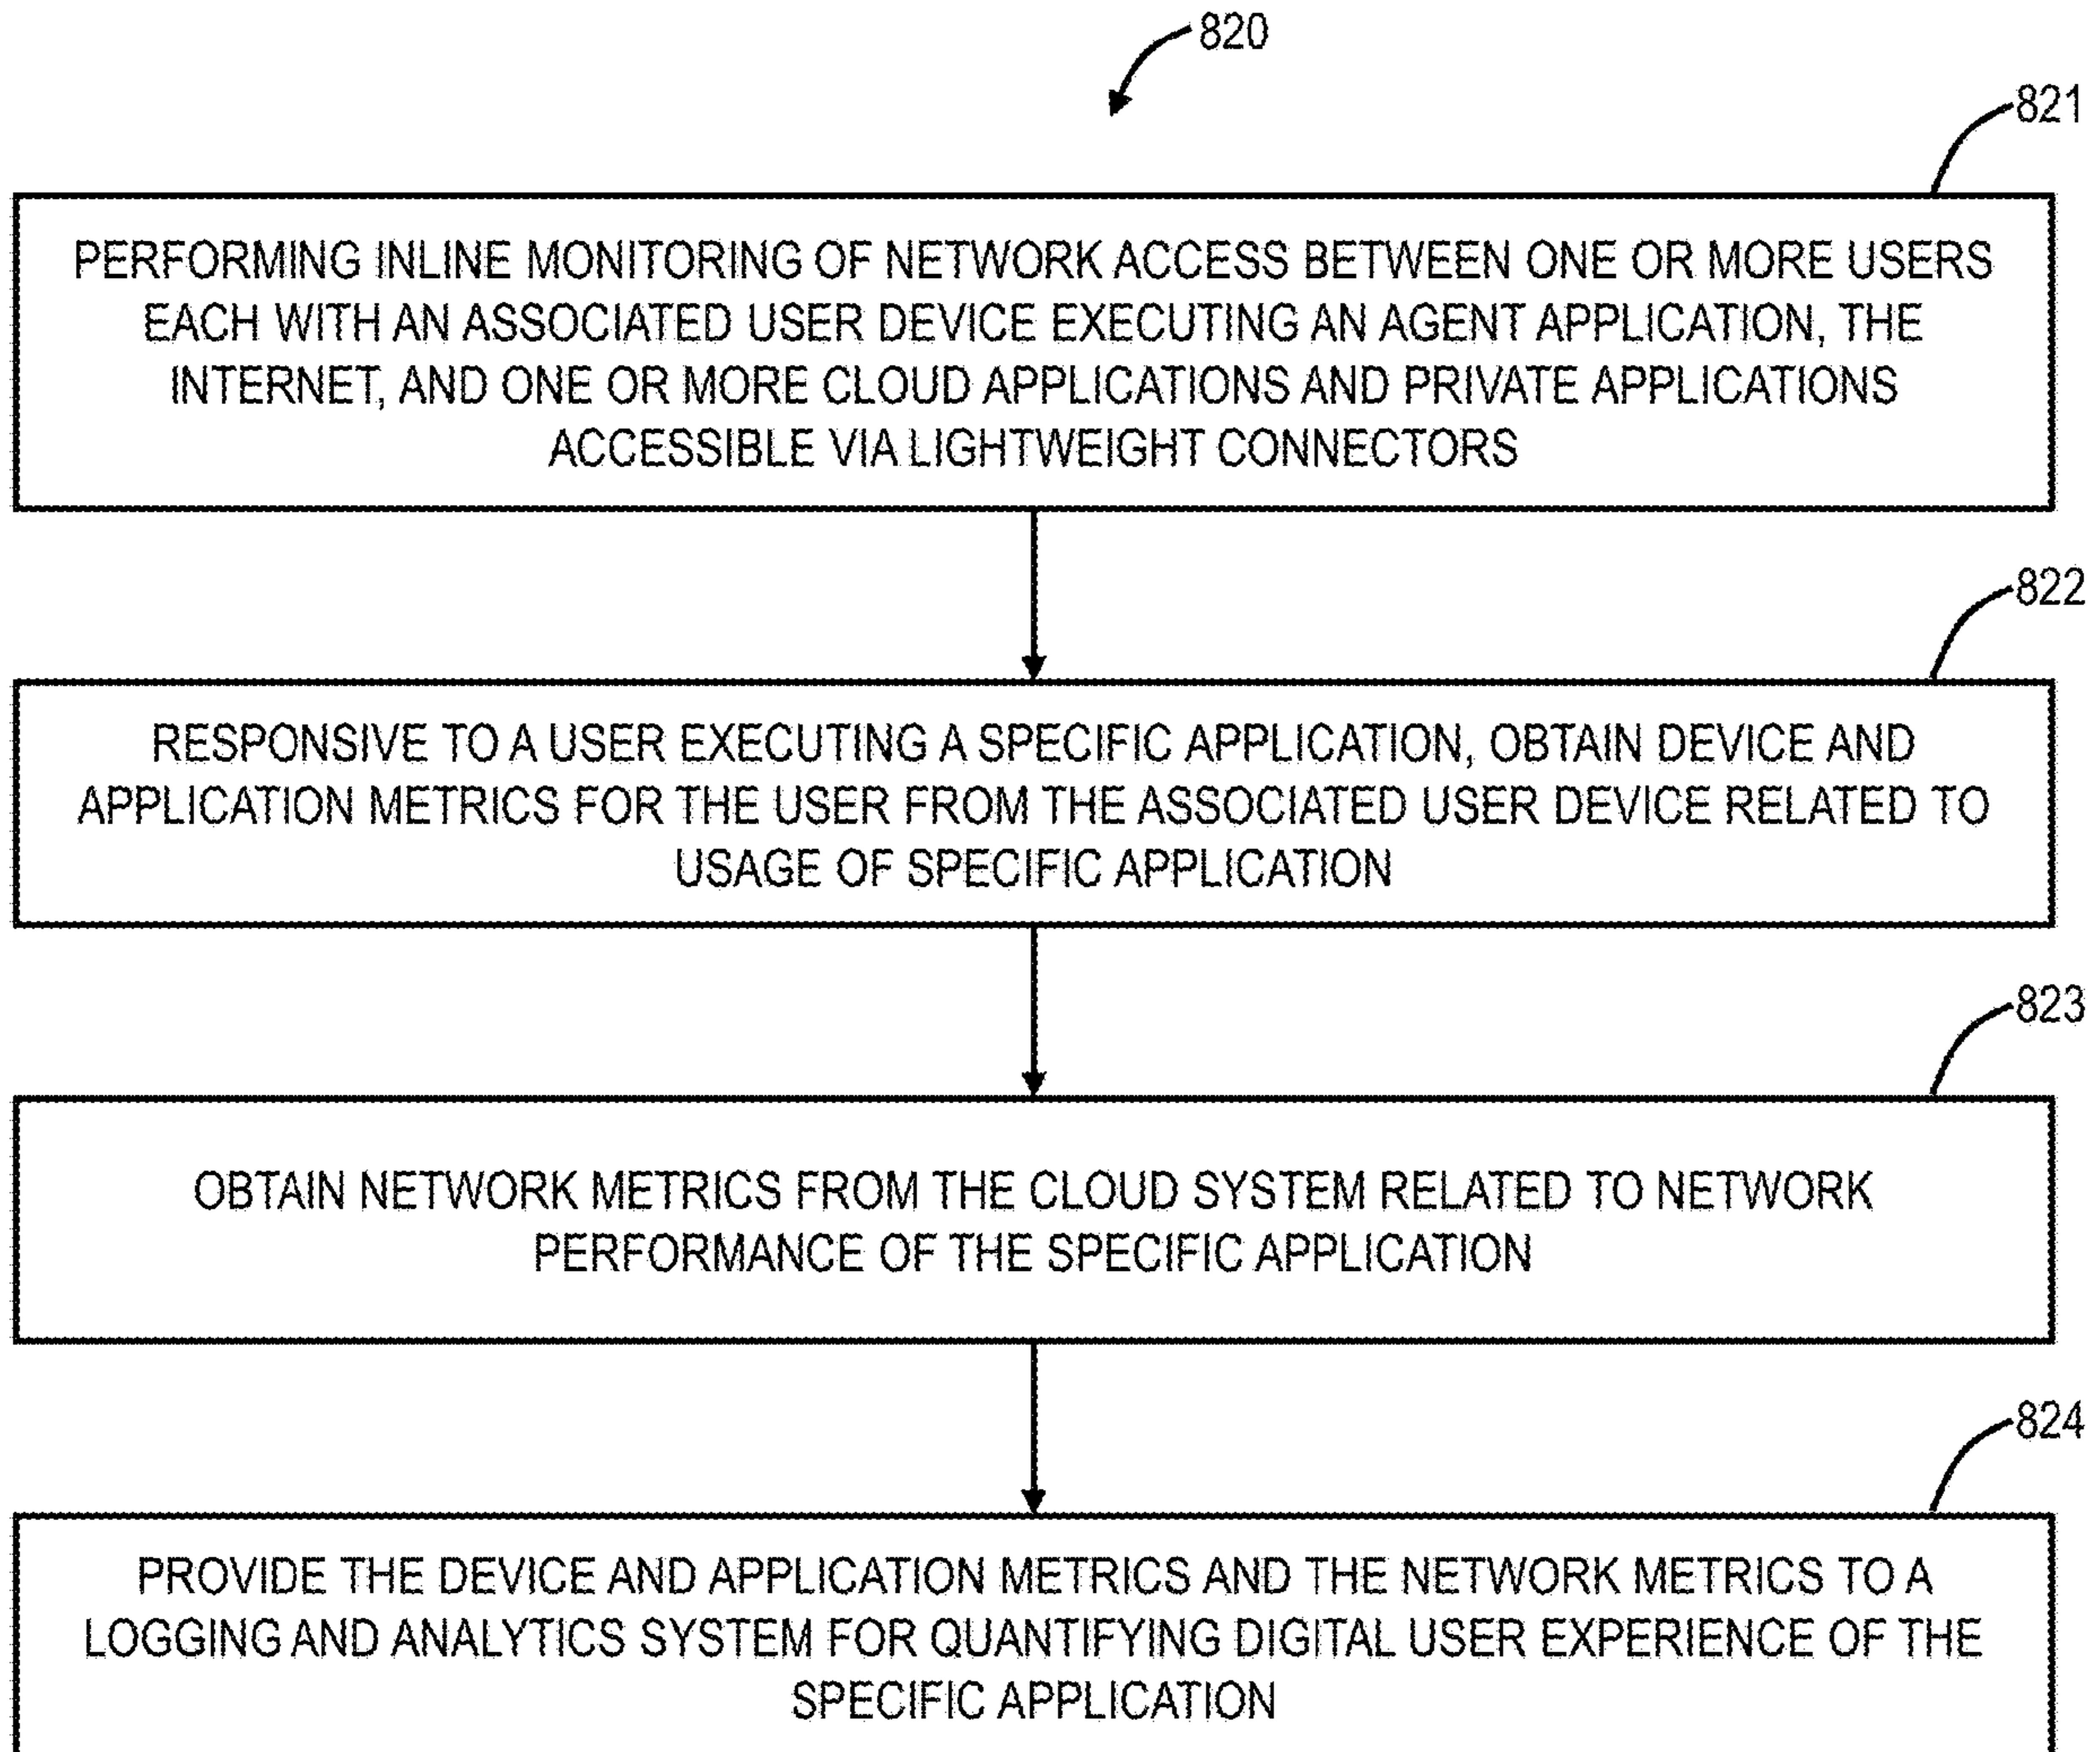 820
821
PERFORMING INLINE MONITORING OF NETWORK ACCESS BETWEEN ONE OR MORE USERS
EACH WITH AN ASSOCIATED USER DEVICE EXECUTING AN AGENT APPLICATION, THE
INTERNET, AND ONE OR MORE CLOUD APPLICATIONS AND PRIVATE APPLICATIONS
ACCESSIBLE VIA LIGHTWEIGHT CONNECTORS
822
RESPONSIVE TO A USER EXECUTING A SPECIFIC APPLICATION, OBTAIN DEVICE AND
APPLICATION METRICS FOR THE USER FROM THE ASSOCIATED USER DEVICE RELATED TO
USAGE OF SPECIFIC APPLICATION
823
OBTAIN NETWORK METRICS FROM THE CLOUD SYSTEM RELATED TO NETWORK
PERFORMANCE OF THE SPECIFIC APPLICATION
824
PROVIDE THE DEVICE AND APPLICATION METRICS AND THE NETWORK METRICS TO A
LOGGING AND ANALYTICS SYSTEM FOR QUANTIFYING DIGITAL USER EXPERIENCE OF THE
SPECIFIC APPLICATION